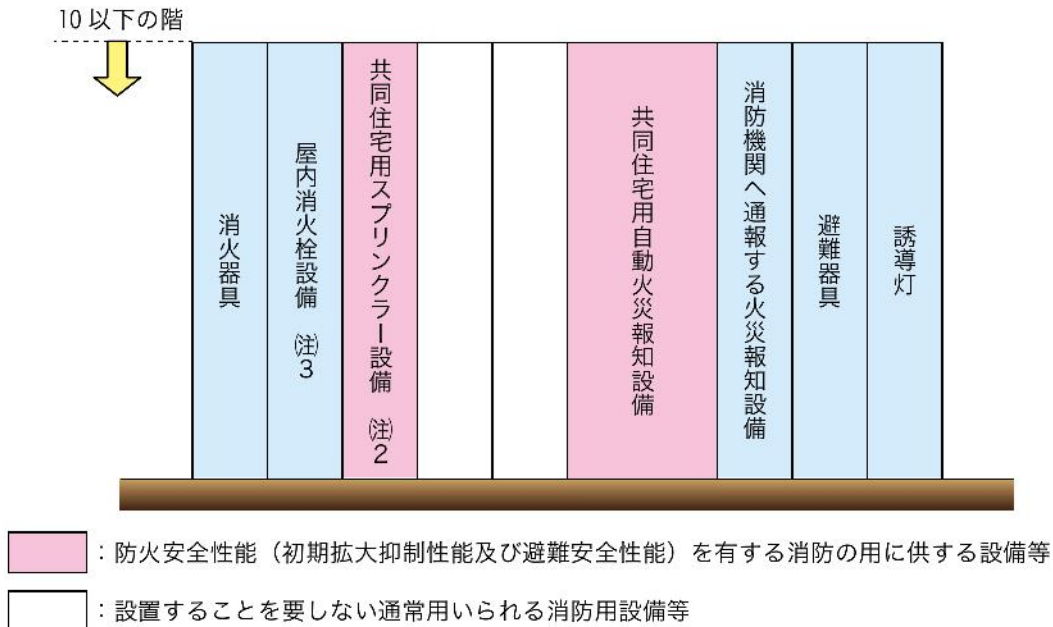 10 以下の階
消火器具
屋内消火栓設備 (注)3
共同住宅用スプリンクラー設備 (注)2
共同住宅用自動火災報知設備
消防機関へ通報する火災報知設備
避難器具
誘導灯
：防火安全性能（初期拡大抑制性能及び避難安全性能）を有する消防の用に供する設備等
：設置することを要しない通常用いられる消防用設備等